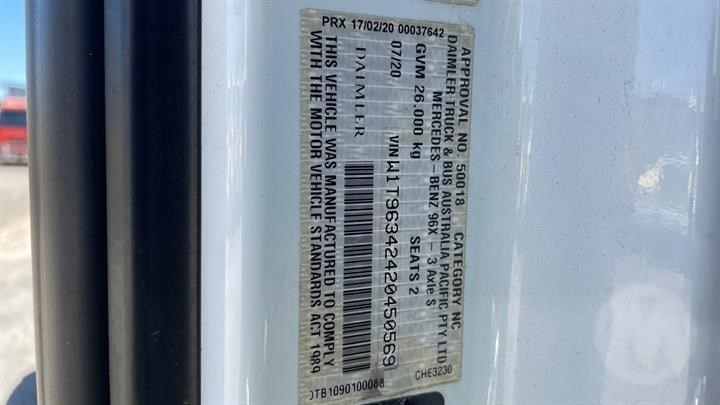 APPROVAL NO. 50018 CATEGORY NC
DAIMLER TRUCK & BUS AUSTRALIA PACIFIC PTY LTD
MERCEDES-BENZ 96X - 3 Axle S
GVM 26.000 kg SEATS 2
07/20 VIN W1T96342420450569
DAIMLER
THIS VEHICLE WAS MANUFACTURED TO COMPLY
WITH THE MOTOR VEHICLE STANDARDS ACT 1989
PRX 17/02/20 00037642
CHE3230
DTB1090100088